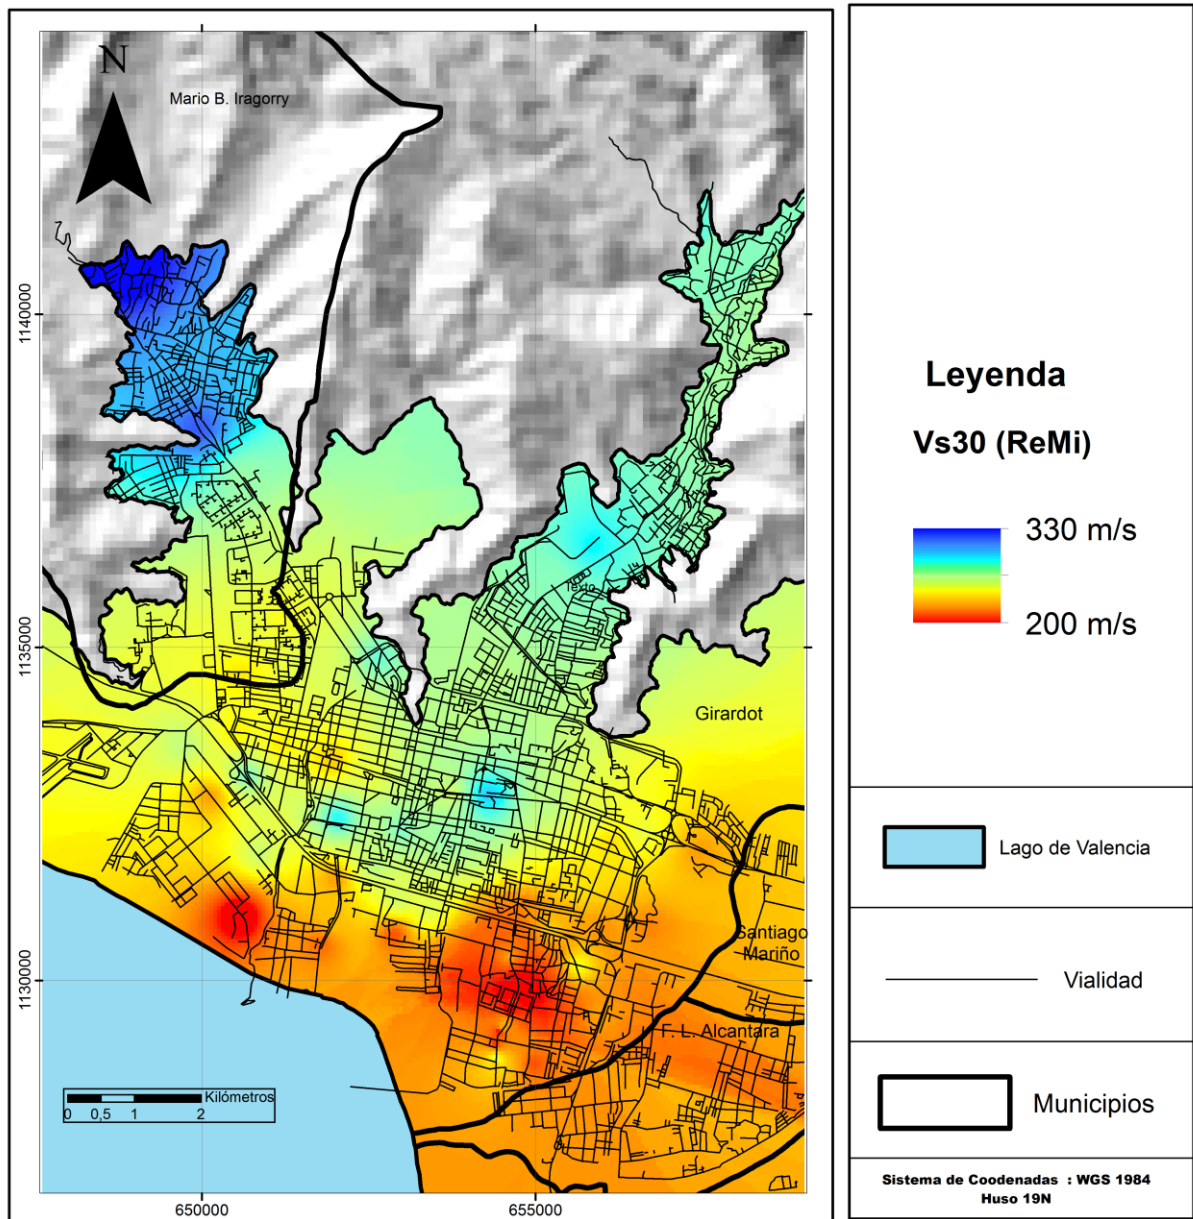 N
Mario B. Iragorry
1140000
1135000
1130000
Texto
Girardot
Santiago
Mariño
F. L. Alcantara
Kilómetros
0 0,5 1 2
650000 655000
Leyenda
Vs30 (ReMi)
330 m/s
200 m/s
Lago de Valencia
Vialidad
Municipios
Sistema de Coodenadas : WGS 1984
Huso 19N